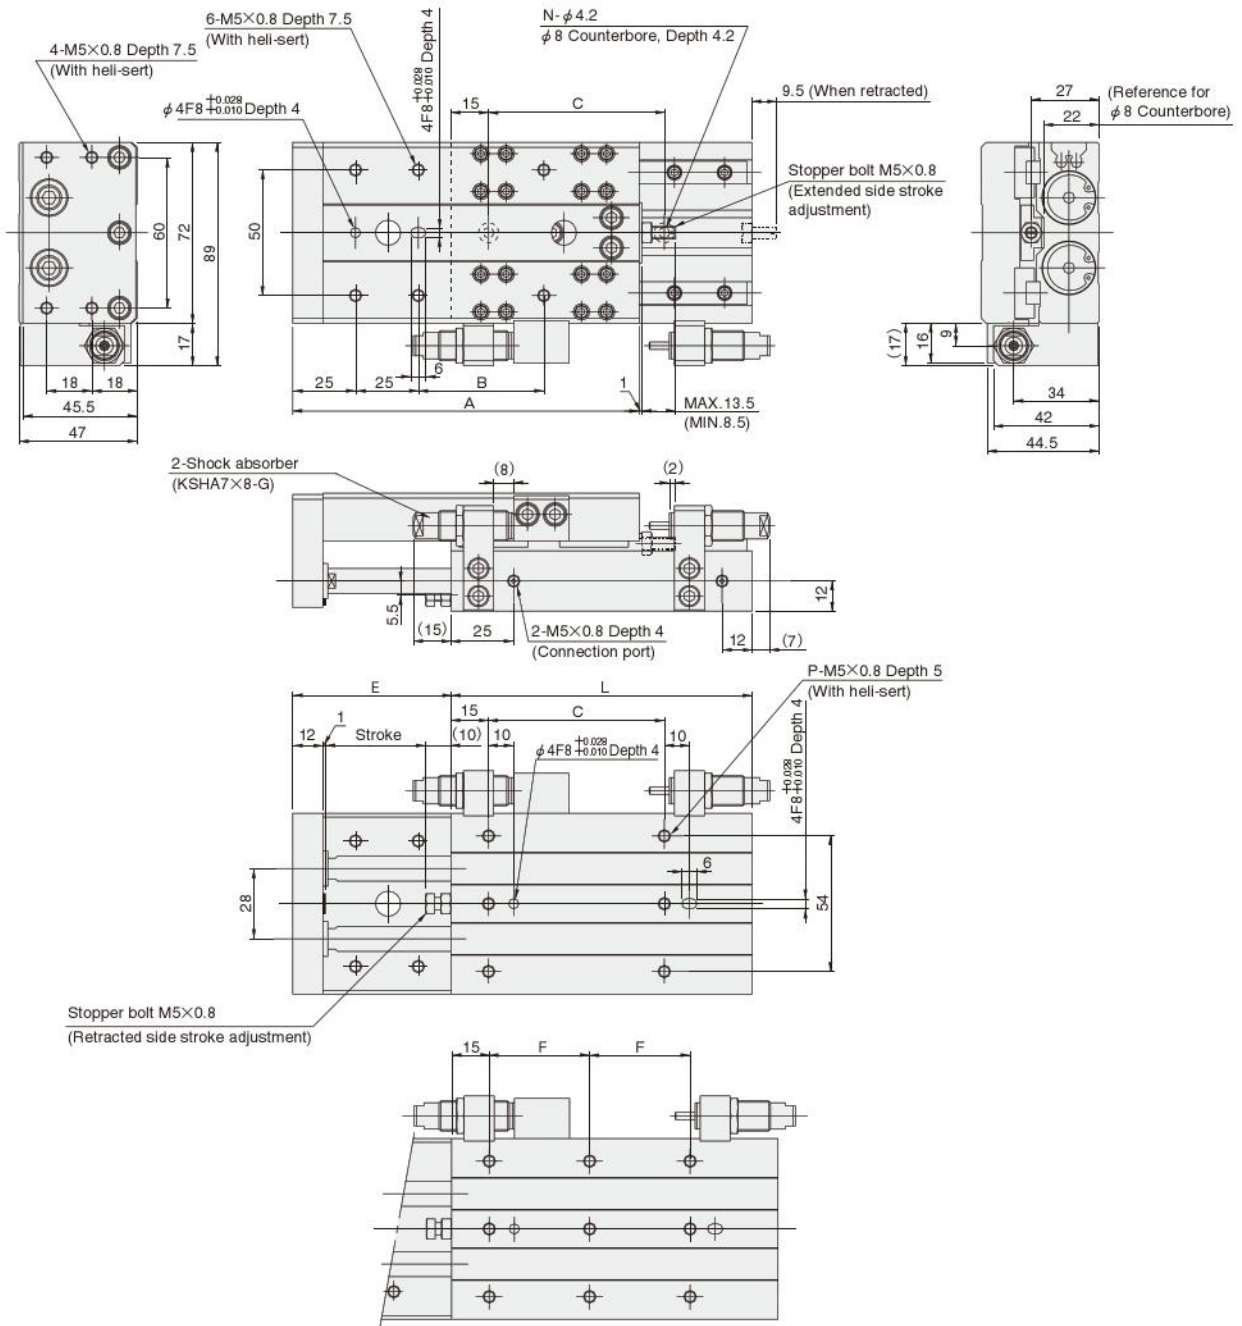 6-M5×0.8 Depth 7.5
(With heli-sert)
4-M5×0.8 Depth 7.5
(With heli-sert)
φ4F8 +0.028 +0.010 Depth 4
4F8 +0.028 +0.010 Depth 4
N-φ4.2
φ8 Counterbore, Depth 4.2
15
C
9.5 (When retracted)
27
22
(Reference for
φ8 Counterbore)
Stopper bolt M5×0.8
(Extended side stroke
adjustment)
60
72
89
17
18
18
45.5
47
50
25
25
6
B
A
1
MAX.13.5
(MIN.8.5)
(17)
16
9
34
42
44.5
2-Shock absorber
(KSHA7×8-G)
(8)
(2)
5.5
(15)
25
2-M5×0.8 Depth 4
(Connection port)
12
12
(7)
E
L
P-M5×0.8 Depth 5
(With heli-sert)
12
1
Stroke
15
(10)
10
C
φ4F8 +0.028 +0.010 Depth 4
10
4F8 +0.028 +0.010 Depth 4
6
28
54
Stopper bolt M5×0.8
(Retracted side stroke adjustment)
15
F
F